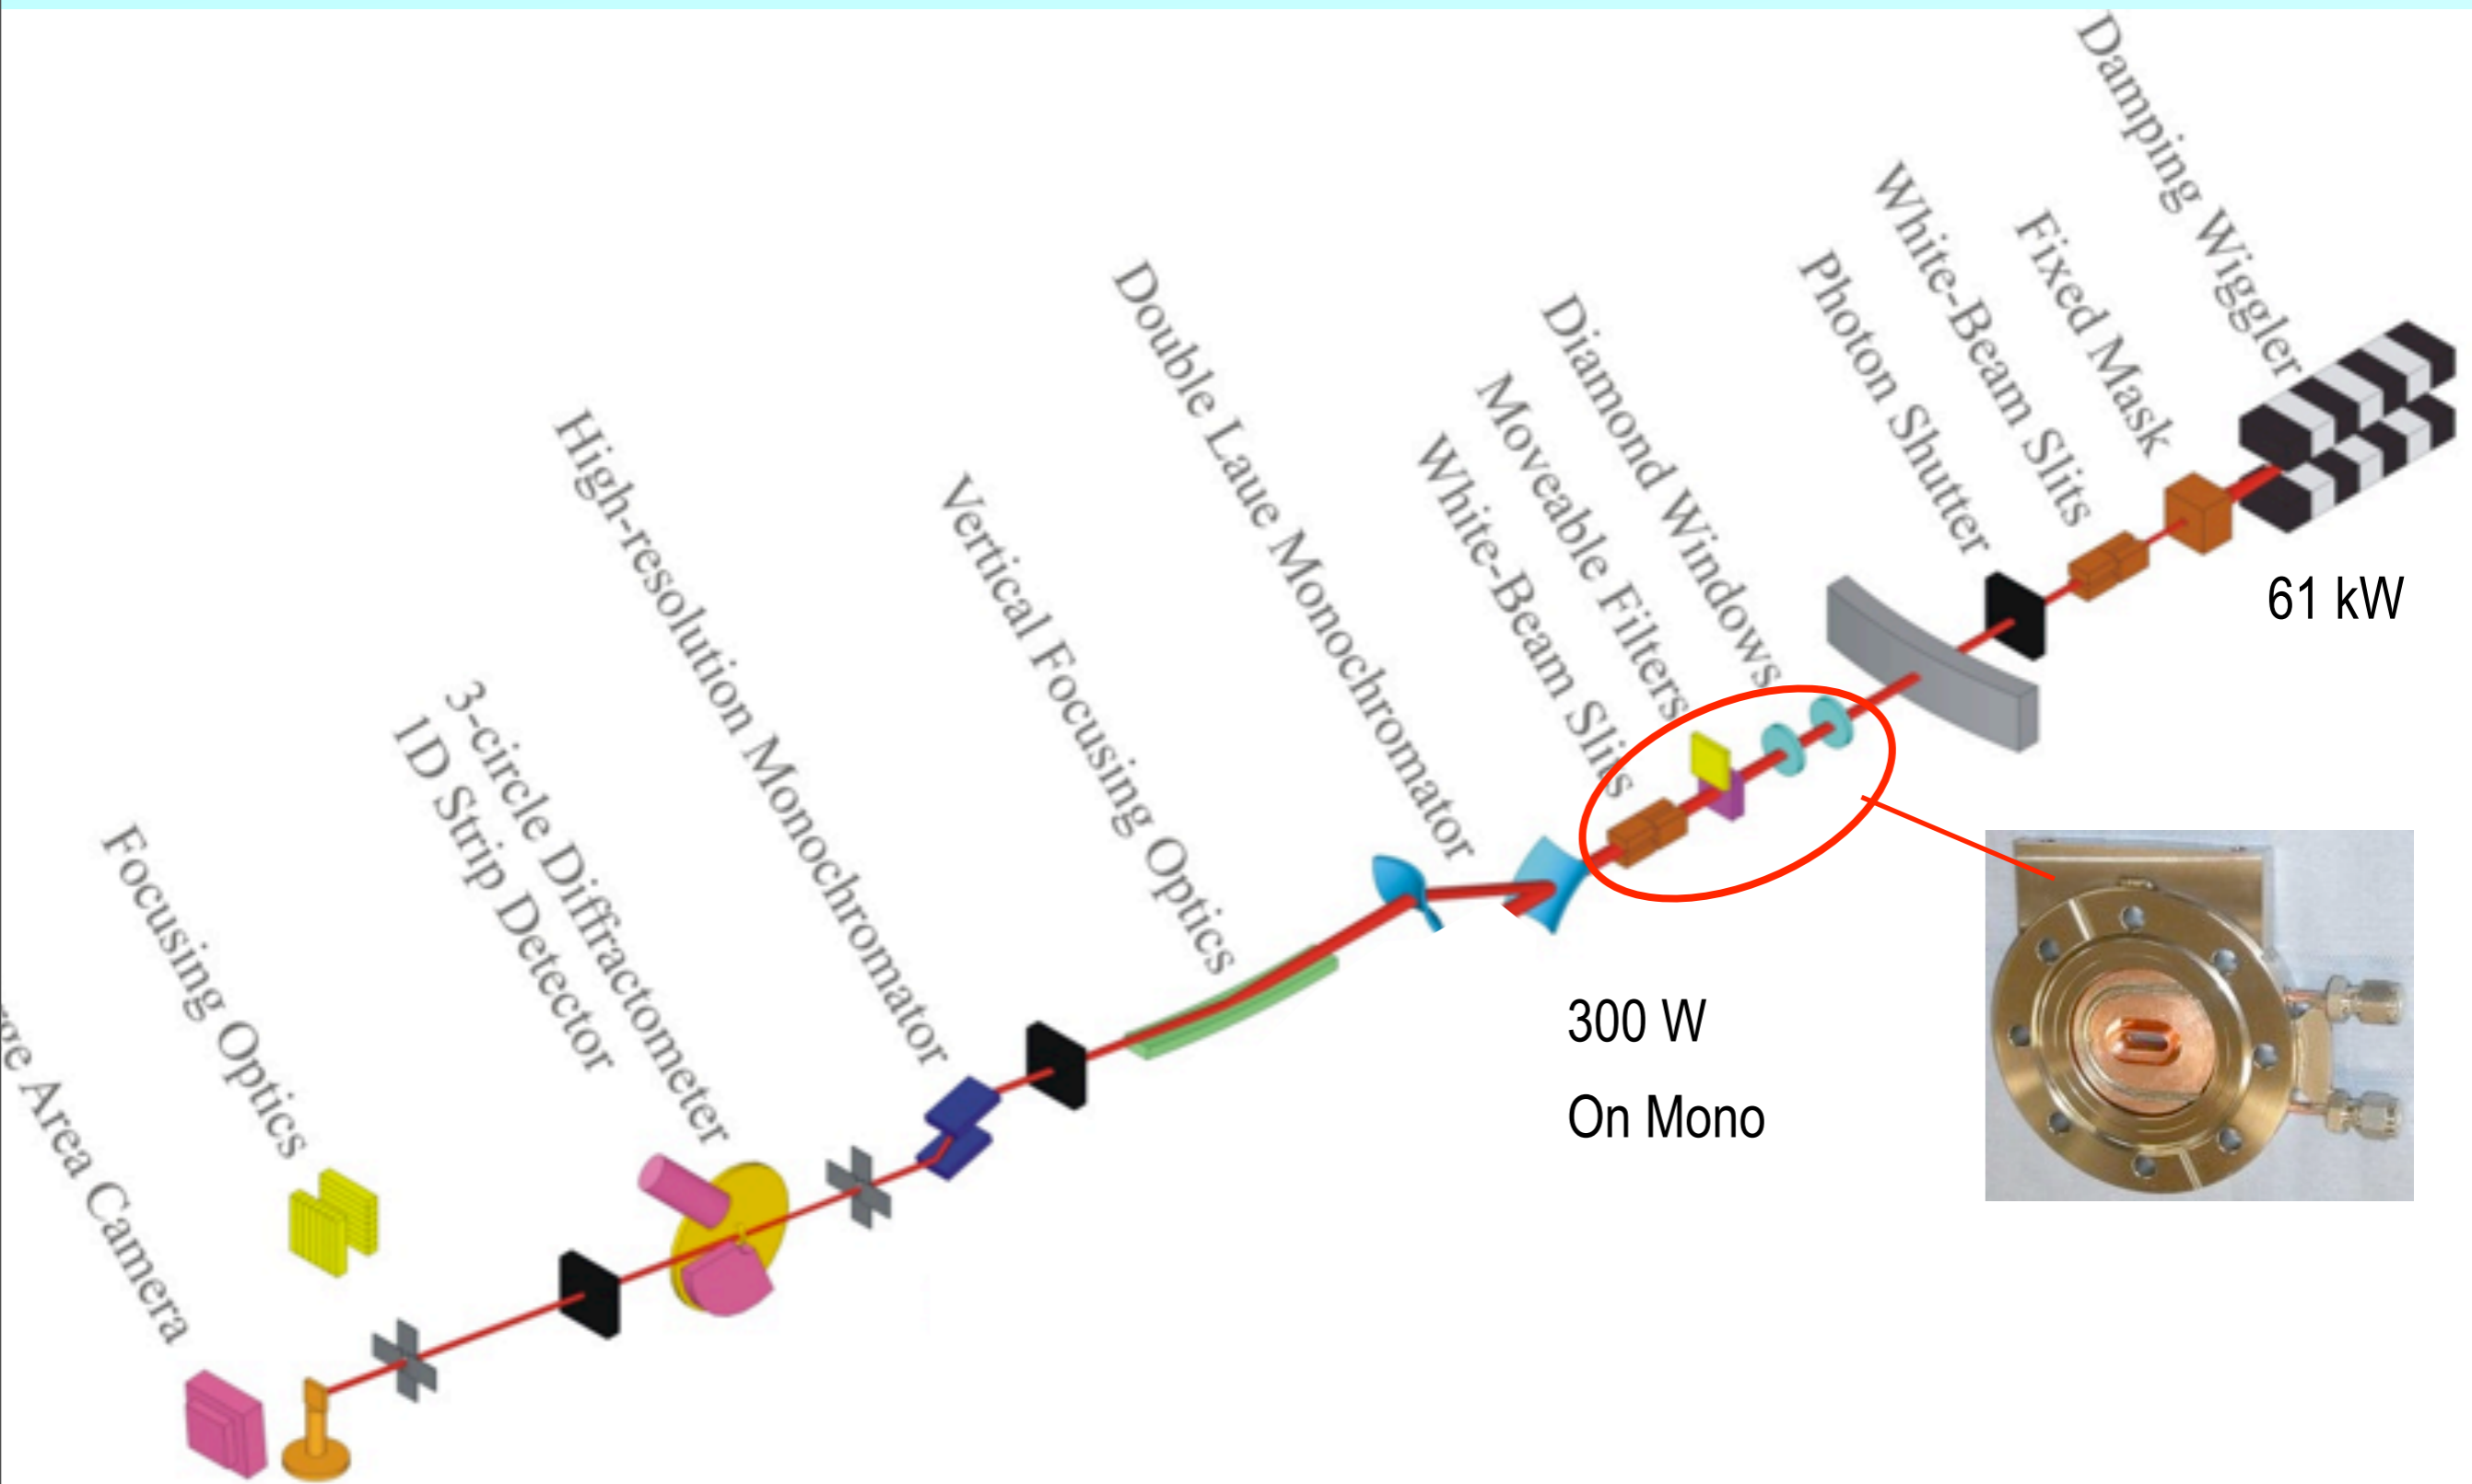 Damping Wiggler
Fixed Mask
White-Beam Slits
Photon Shutter
Diamond Windows
Moveable Filters
White-Beam Slits
Double Laue Monochromator
Vertical Focusing Optics
High-resolution Monochromator
3-circle Diffractometer
1D Strip Detector
Focusing Optics
Area Camera
61 kW
300 W
On Mono